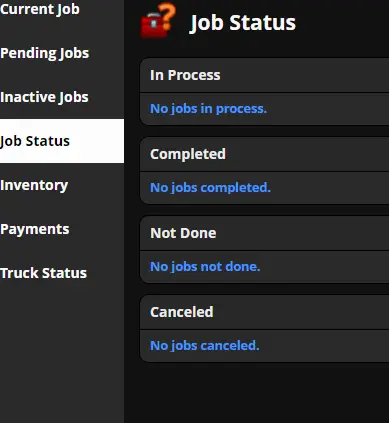 Current Job
Pending Jobs
Inactive Jobs
Job Status
Inventory
Payments
Truck Status
Job Status
In Process
No jobs in process.
Completed
No jobs completed.
Not Done
No jobs not done.
Canceled
No jobs canceled.